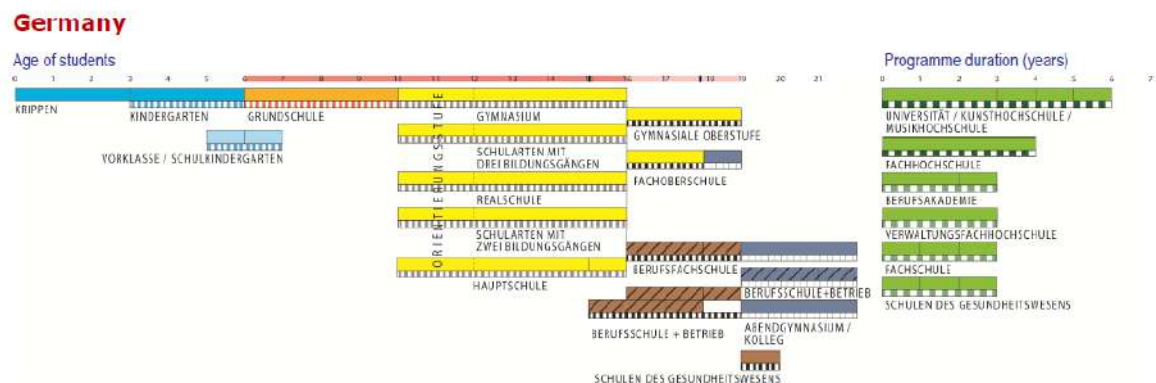 Germany
Age of students
Programme duration (years)
0 1 2 3 4 5 6 7 8 9 10 11 12 13 14 15 16 17 18 19 20 21
0 1 2 3 4 5 6 7
KRIPPEN
KINDERGARTEN
GRUNDSCHULE
VORKLASSE / SCHULKINDERGARTEN
ORIENTIERUNGSSTUFE
GYMNASIUM
SCHULARTEN MIT
DREI BILDUNGSGÄNGEN
REALSCHULE
SCHULARTEN MIT
ZWEI BILDUNGSGÄNGEN
HAUPTSCHULE
GYMNASIALE OBERSTUFE
FACHOBERSCHULE
BERUFSFACHSCHULE
BERUFSSCHULE+BETRIEB
BERUFSSCHULE + BETRIEB
ABENDGYMNASIUM /
KOLLEG
SCHULEN DES GESUNDHEITSWESENS
UNIVERSITÄT / KUNSTHOCHSCHULE /
MUSIKHOCHSCHULE
FACHHOCHSCHULE
BERUFSAKADEMIE
VERWALTUNGSFACHHOCHSCHULE
FACHSCHULE
SCHULEN DES GESUNDHEITSWESENS